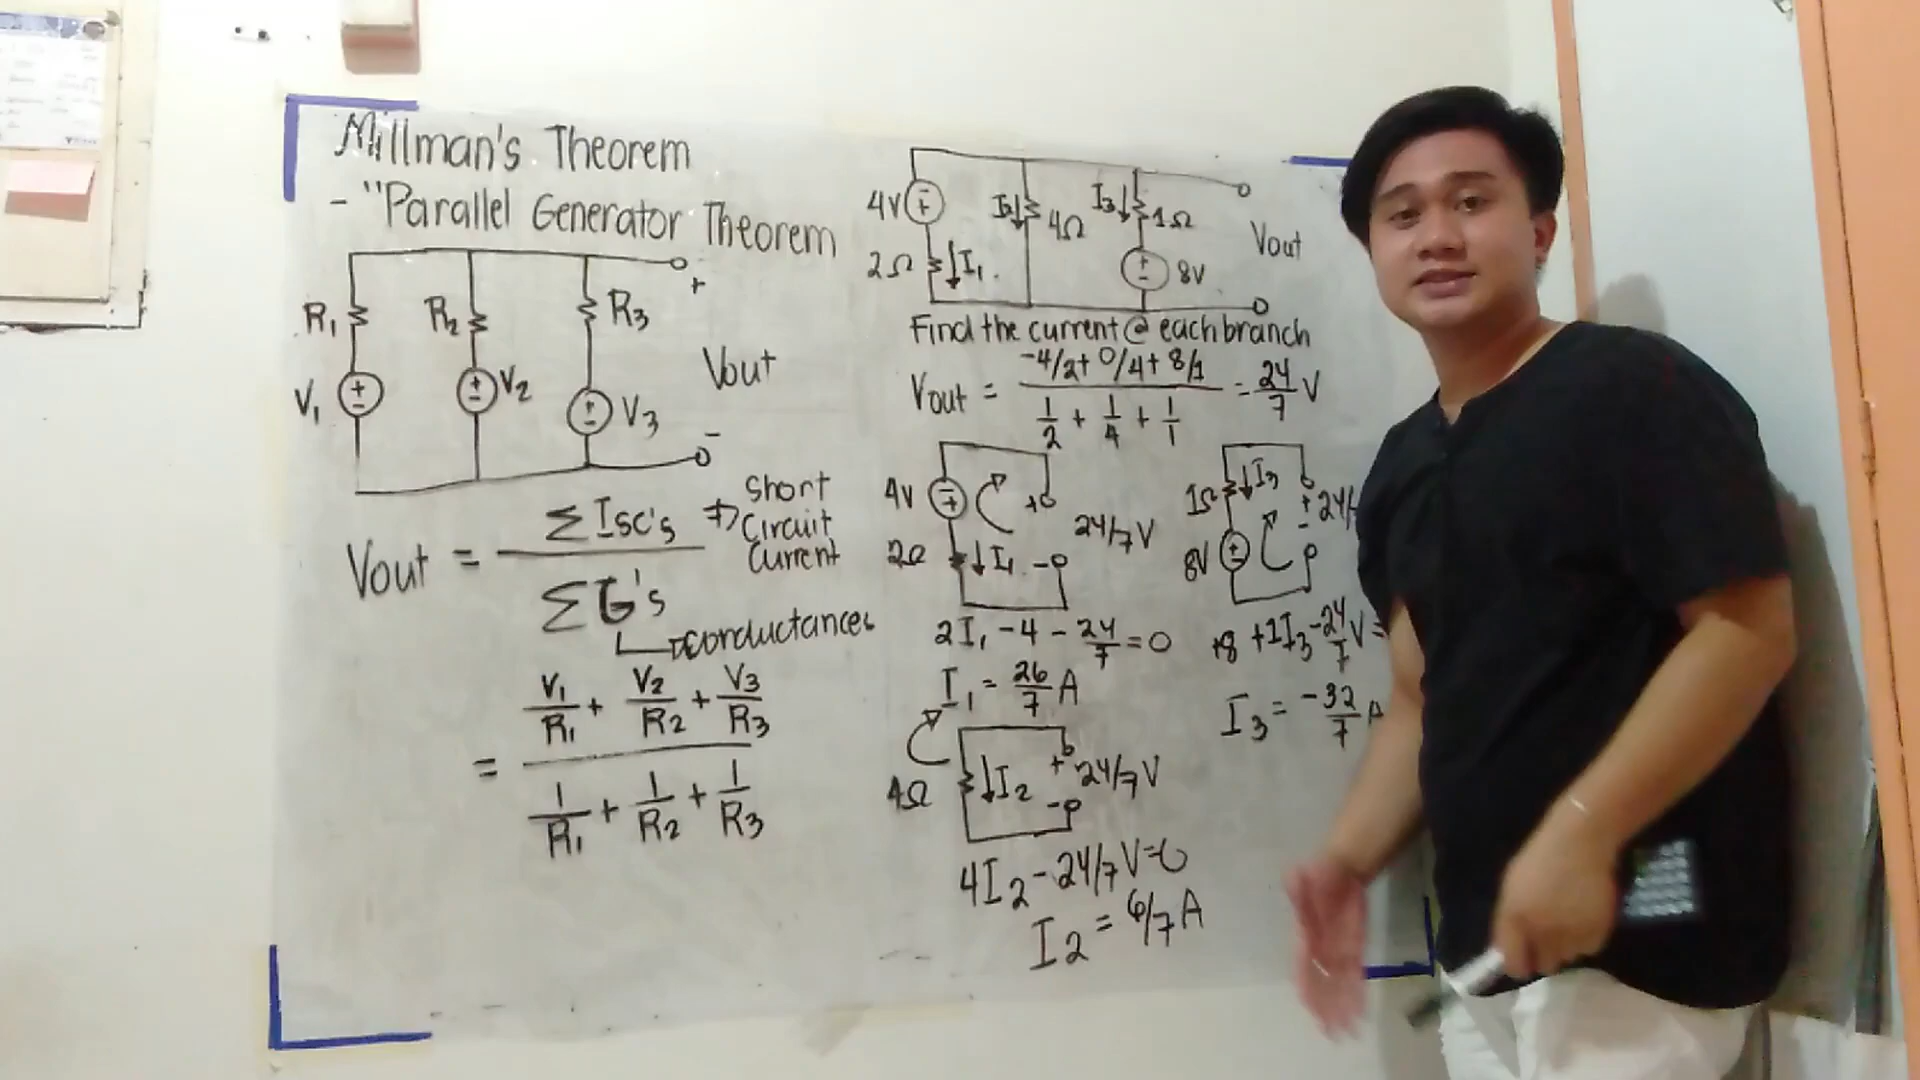 Millman's Theorem
- "Parallel Generator Theorem
R1
R2
R3
+
V1
V2
V3
Vout
-
Vout = ΣIsc's / ΣG's
Short
Circuit
Current
conductances
= (V1/R1 + V2/R2 + V3/R3) / (1/R1 + 1/R2 + 1/R3)
4V
2Ω
I1
I2
4Ω
I3
1Ω
8V
Vout
Find the current @ each branch
Vout = (-4/2 + 0/4 + 8/1) / (1/2 + 1/4 + 1/1) = 24/7 V
4V
+
24/7 V
2Ω
I1
-
2I1 - 4 - 24/7 = 0
I1 = 26/7 A
1Ω
I3
+
24/
-
8V
+8 + 1I3 - 24/7 V =
I3 = -32/7 A
4Ω
I2
+
24/7 V
-
4I2 - 24/7 V = 0
I2 = 6/7 A